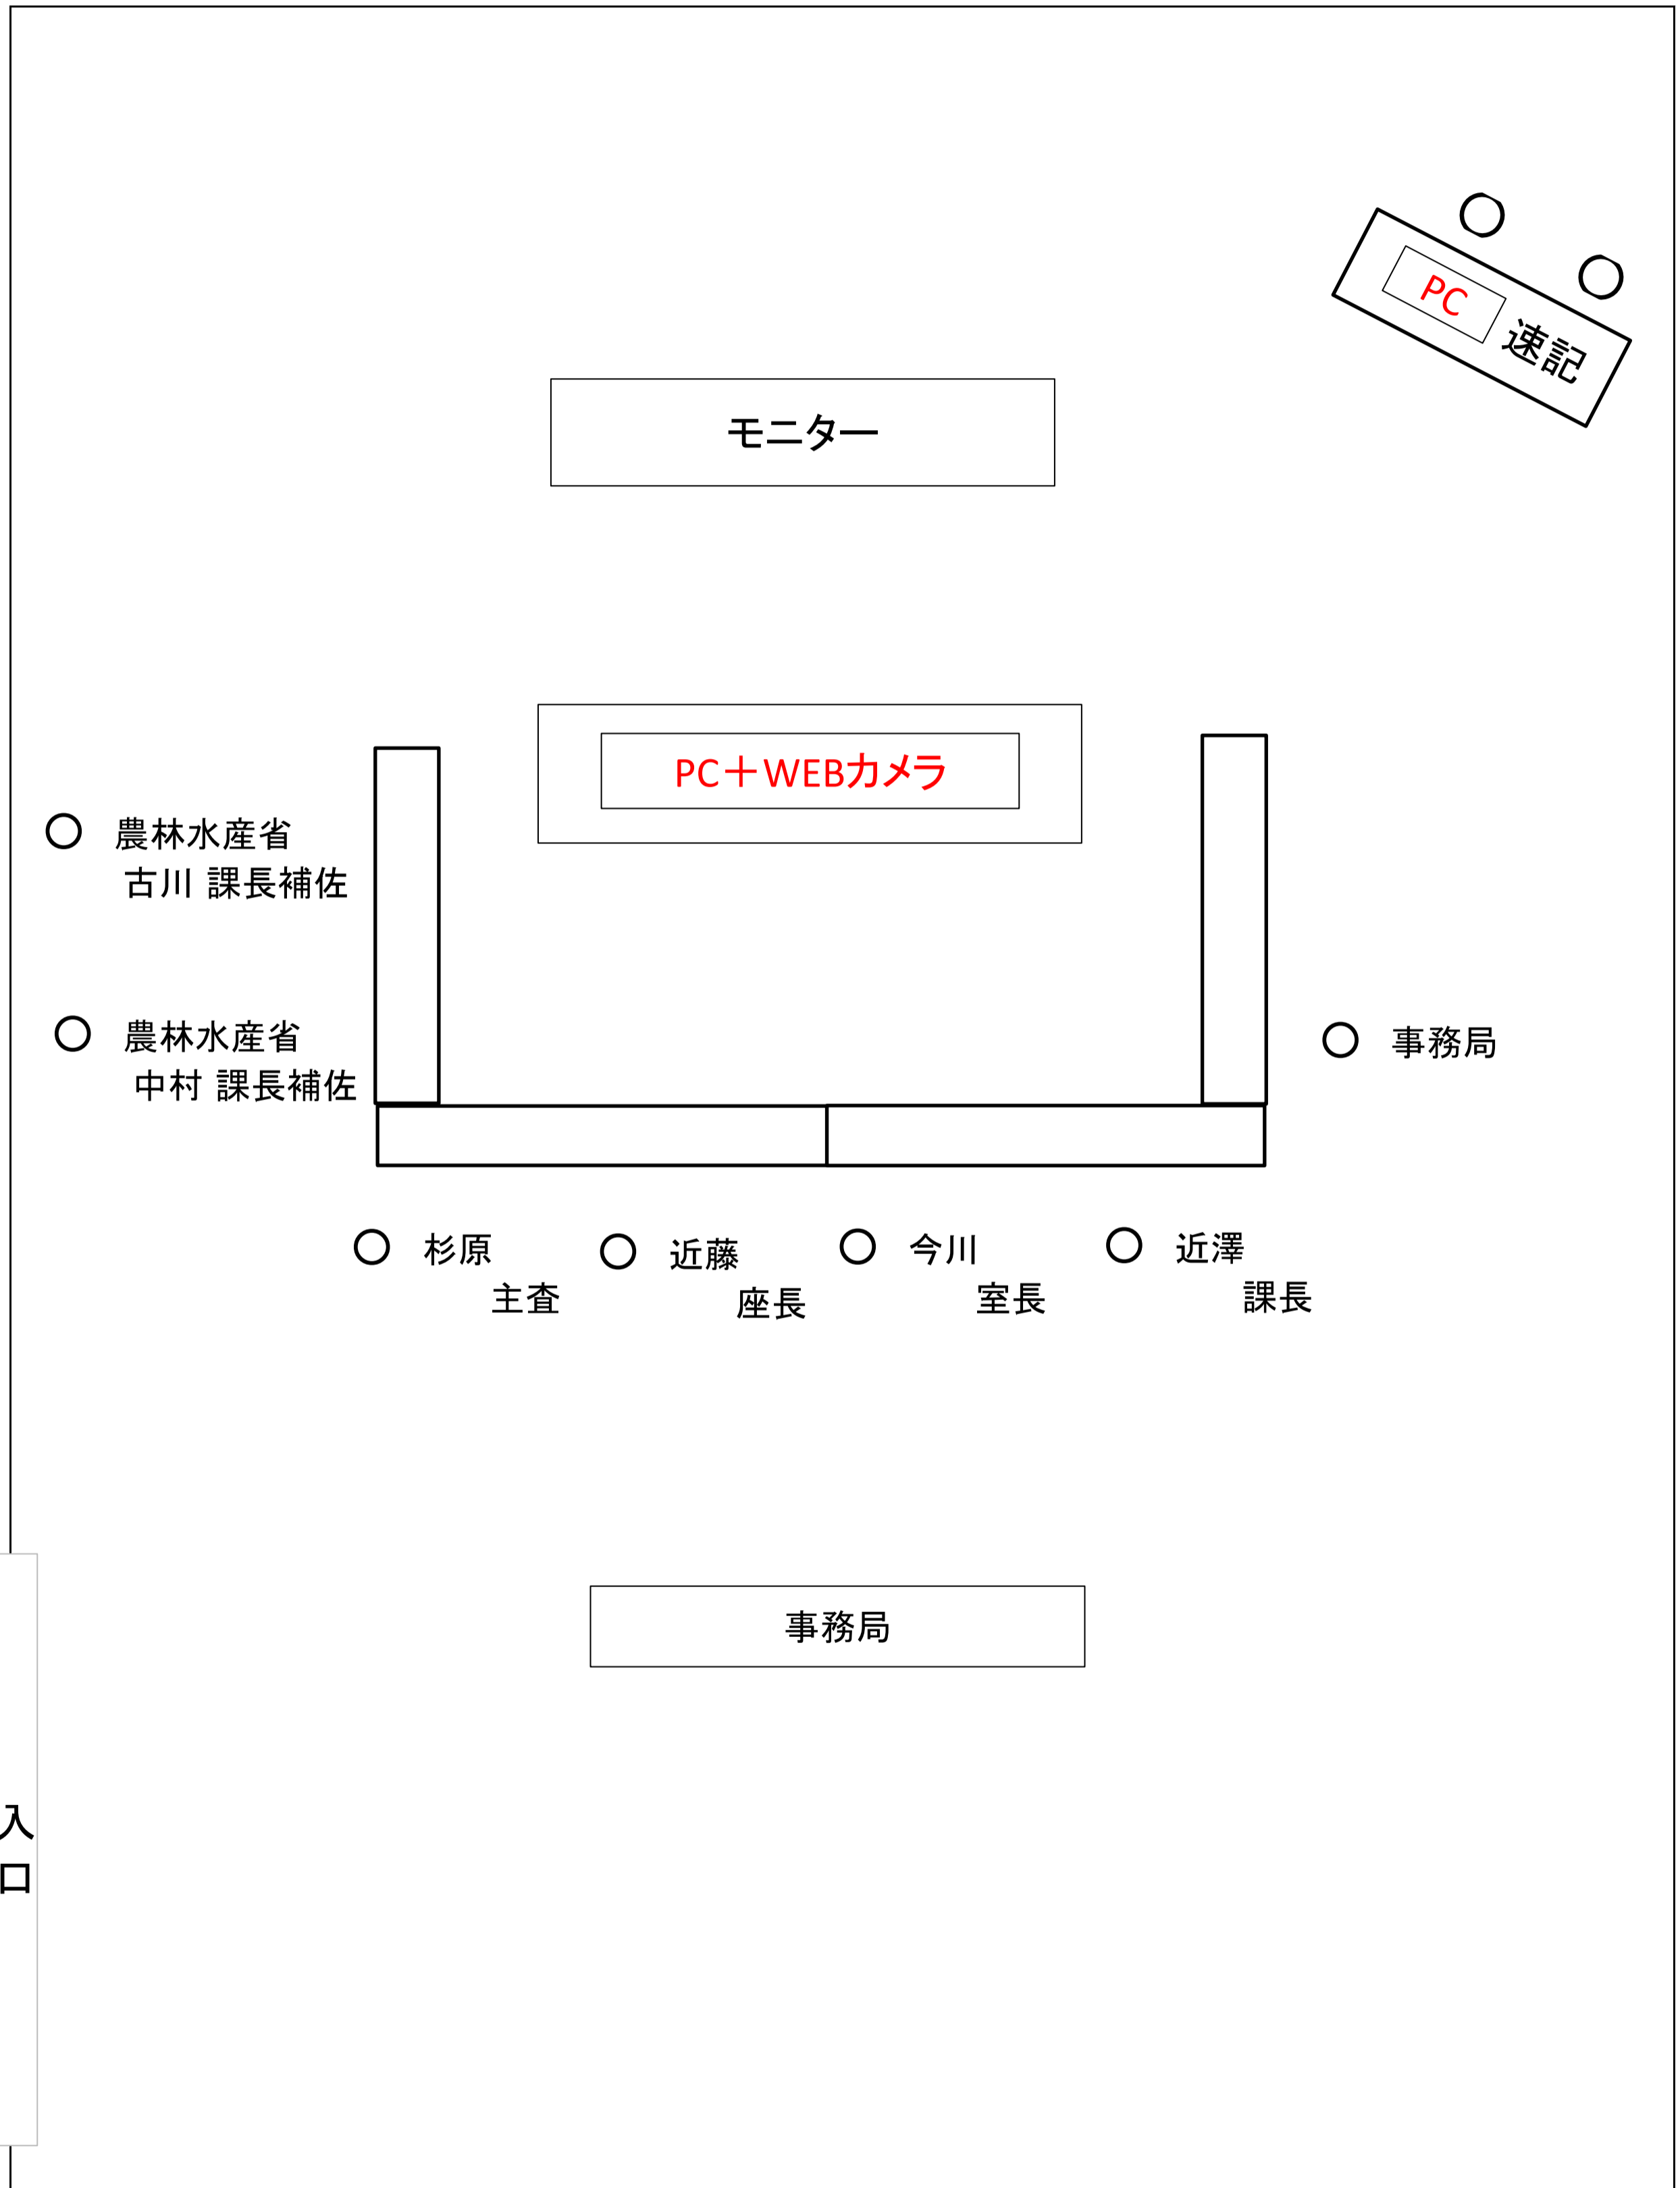 PC 速記
モニター
PC＋WEBカメラ
○ 農林水産省
古川 課長補佐
○ 農林水産省
中村 課長補佐
○ 事務局
○ 杉原
主査
○ 近藤
座長
○ 今川
室長
○ 近澤
課長
事務局
入
口